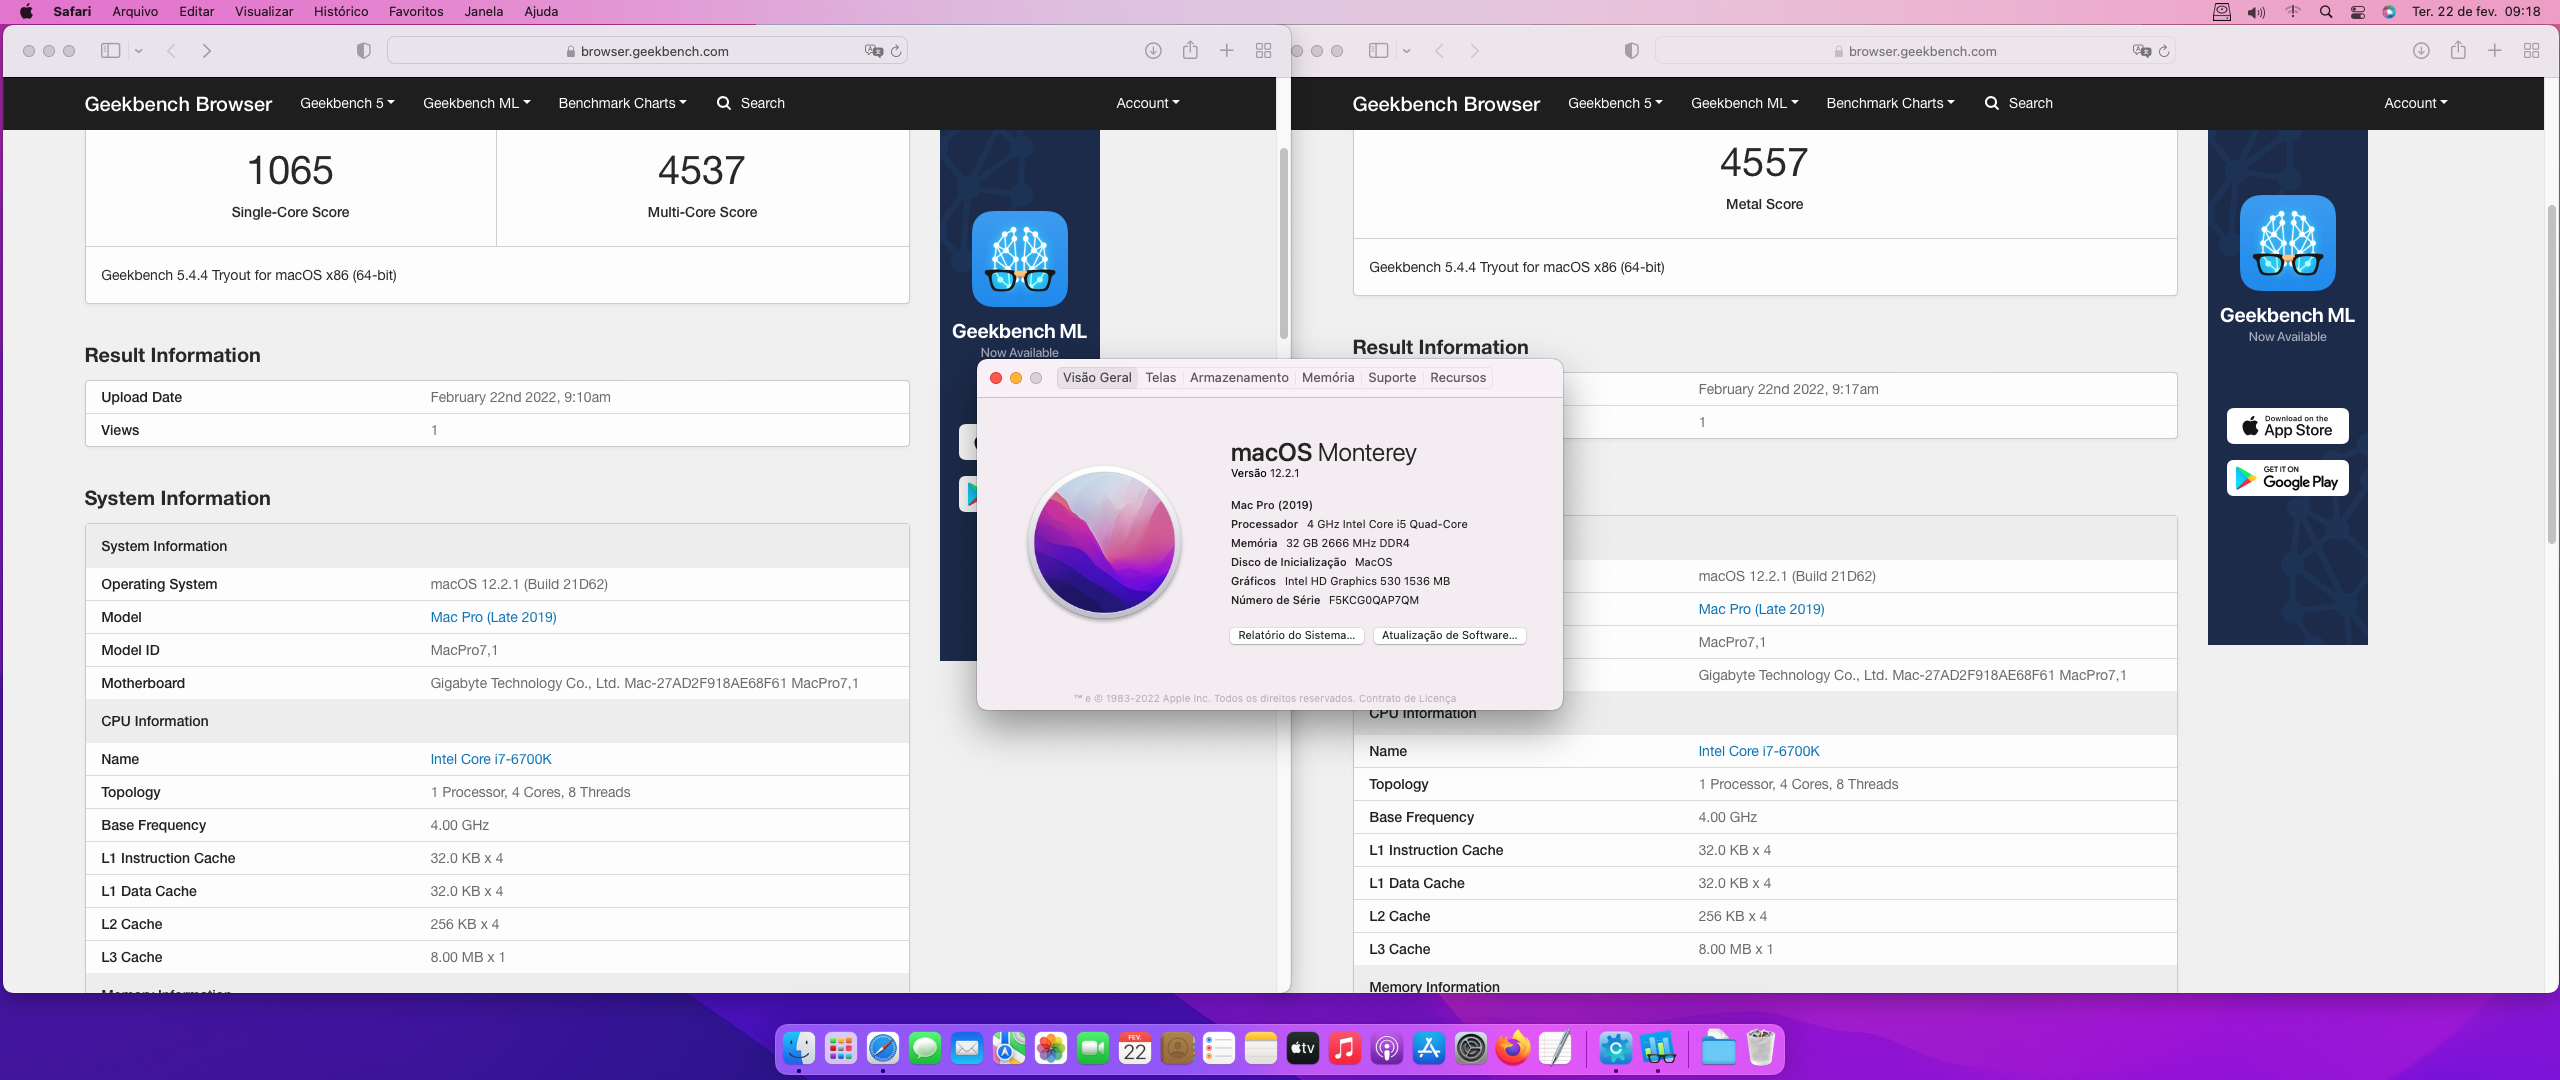 Safari Arquivo Editar Visualizar Histórico Favoritos Janela Ajuda
Ter. 22 de fev. 09:18
browser.geekbench.com
Geekbench Browser Geekbench 5 Geekbench ML Benchmark Charts Search Account
1065
Single-Core Score
4537
Multi-Core Score
Geekbench 5.4.4 Tryout for macOS x86 (64-bit)
Result Information
Upload Date February 22nd 2022, 9:10am
Views 1
System Information
System Information
Operating System macOS 12.2.1 (Build 21D62)
Model Mac Pro (Late 2019)
Model ID MacPro7,1
Motherboard Gigabyte Technology Co., Ltd. Mac-27AD2F918AE68F61 MacPro7,1
CPU Information
Name Intel Core i7-6700K
Topology 1 Processor, 4 Cores, 8 Threads
Base Frequency 4.00 GHz
L1 Instruction Cache 32.0 KB x 4
L1 Data Cache 32.0 KB x 4
L2 Cache 256 KB x 4
L3 Cache 8.00 MB x 1
Memory Information
Geekbench ML
Now Available
Visão Geral Telas Armazenamento Memória Suporte Recursos
macOS Monterey
Versão 12.2.1
Mac Pro (2019)
Processador 4 GHz Intel Core i5 Quad-Core
Memória 32 GB 2666 MHz DDR4
Disco de Inicialização MacOS
Gráficos Intel HD Graphics 530 1536 MB
Número de Série F5KCG0QAP7QM
Relatório do Sistema... Atualização de Software...
™ e © 1983-2022 Apple Inc. Todos os direitos reservados. Contrato de Licença
browser.geekbench.com
Geekbench Browser Geekbench 5 Geekbench ML Benchmark Charts Search Account
4557
Metal Score
Geekbench 5.4.4 Tryout for macOS x86 (64-bit)
Result Information
February 22nd 2022, 9:17am
1
macOS 12.2.1 (Build 21D62)
Mac Pro (Late 2019)
MacPro7,1
Gigabyte Technology Co., Ltd. Mac-27AD2F918AE68F61 MacPro7,1
CPU Information
Name Intel Core i7-6700K
Topology 1 Processor, 4 Cores, 8 Threads
Base Frequency 4.00 GHz
L1 Instruction Cache 32.0 KB x 4
L1 Data Cache 32.0 KB x 4
L2 Cache 256 KB x 4
L3 Cache 8.00 MB x 1
Memory Information
Geekbench ML
Now Available
Download on the
App Store
GET IT ON
Google Play
FEV.
22
tv